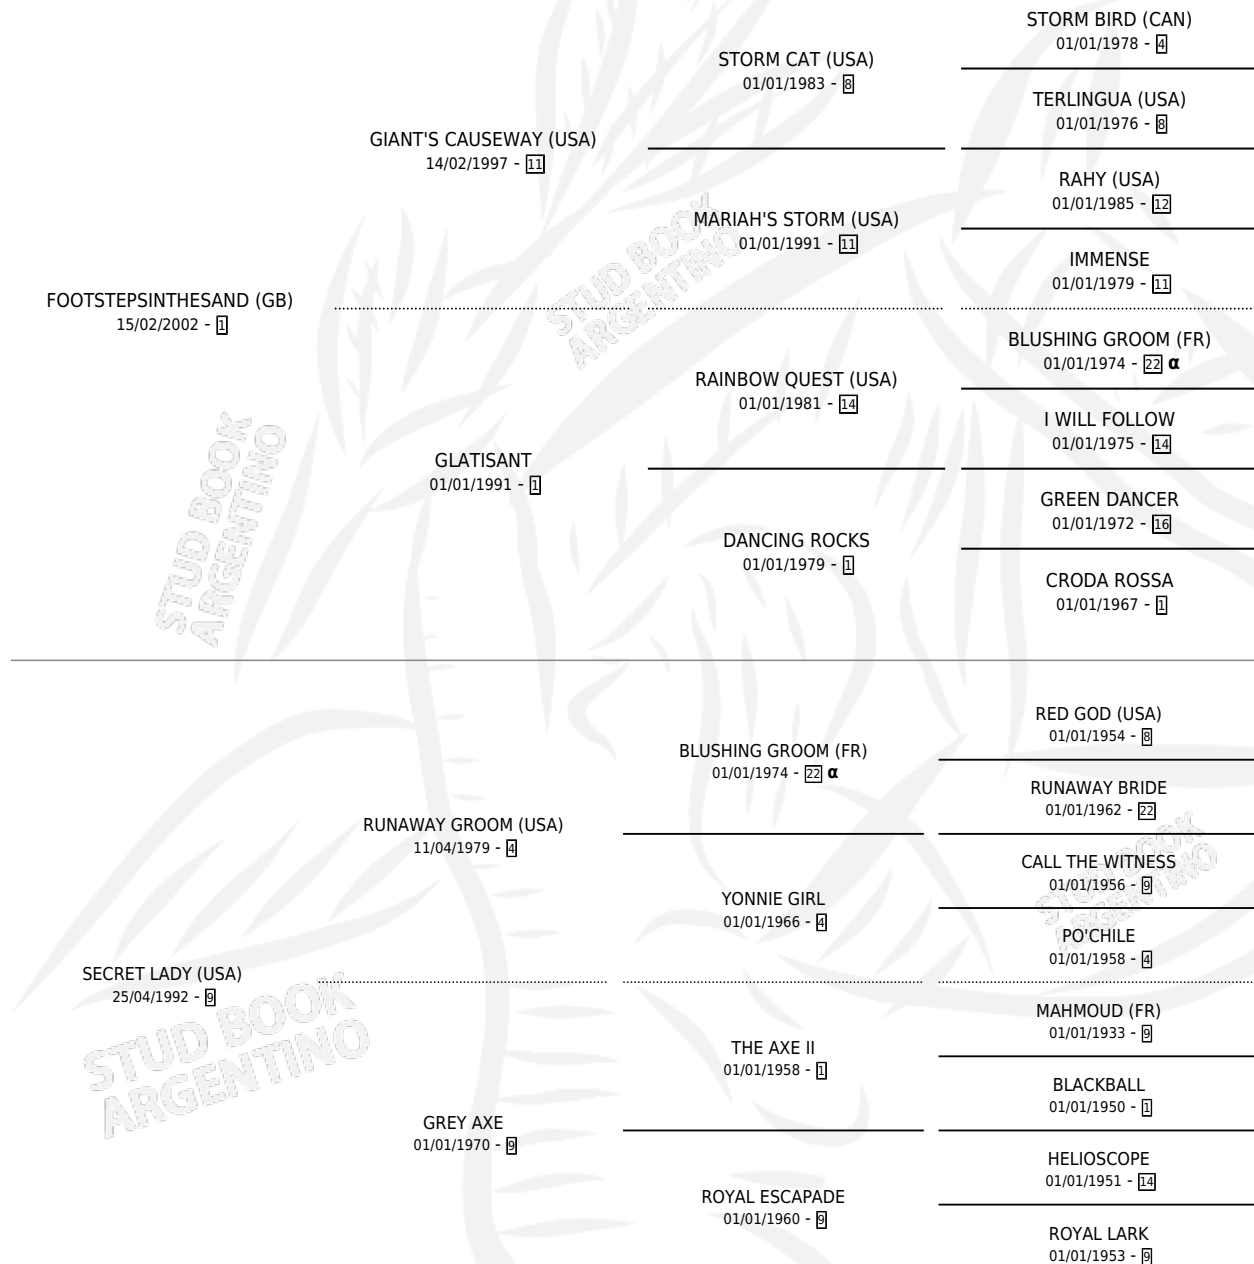 STORM BIRD (CAN)
01/01/1978 - 4
STORM CAT (USA)
01/01/1983 - 8
TERLINGUA (USA)
01/01/1976 - 8
GIANT'S CAUSEWAY (USA)
14/02/1997 - 11
RAHY (USA)
01/01/1985 - 12
MARIAH'S STORM (USA)
01/01/1991 - 11
IMMENSE
01/01/1979 - 11
FOOTSTEPSINTHESAND (GB)
15/02/2002 - 1
BLUSHING GROOM (FR)
01/01/1974 - 22 α
RAINBOW QUEST (USA)
01/01/1981 - 14
I WILL FOLLOW
01/01/1975 - 14
GLATISANT
01/01/1991 - 1
GREEN DANCER
01/01/1972 - 16
DANCING ROCKS
01/01/1979 - 1
CRODA ROSSA
01/01/1967 - 1
RED GOD (USA)
01/01/1954 - 8
BLUSHING GROOM (FR)
01/01/1974 - 22 α
RUNAWAY BRIDE
01/01/1962 - 22
RUNAWAY GROOM (USA)
11/04/1979 - 4
CALL THE WITNESS
01/01/1956 - 9
YONNIE GIRL
01/01/1966 - 4
PO'CHILE
01/01/1958 - 4
SECRET LADY (USA)
25/04/1992 - 9
MAHMOUD (FR)
01/01/1933 - 9
THE AXE II
01/01/1958 - 1
BLACKBALL
01/01/1950 - 1
GREY AXE
01/01/1970 - 9
HELIOSCOPE
01/01/1951 - 14
ROYAL ESCAPADE
01/01/1960 - 9
ROYAL LARK
01/01/1953 - 9
STUD BOOK
ARGENTINO
STUD BOOK
ARGENTINO
STUD BOOK
ARGENTINO
STUD BOOK
ARGENTINO